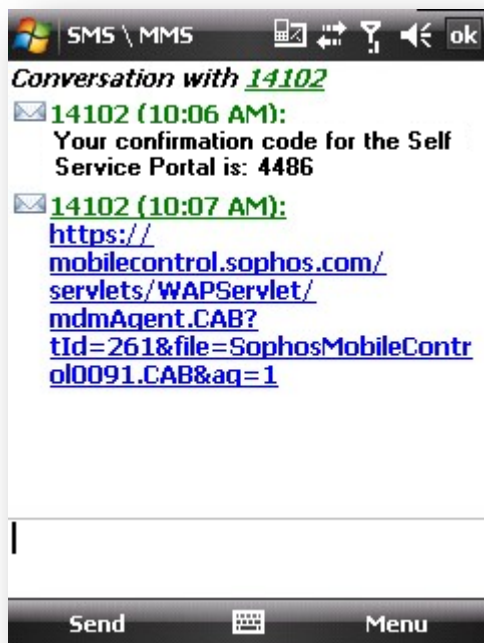 SMS \ MMS
ok
Conversation with 14102
14102 (10:06 AM):
Your confirmation code for the Self
Service Portal is: 4486
14102 (10:07 AM):
https://
mobilecontrol.sophos.com/
servlets/WAPServlet/
mdmAgent.CAB?
tId=261&file=SophosMobileContr
ol0091.CAB&aq=1
Send
Menu